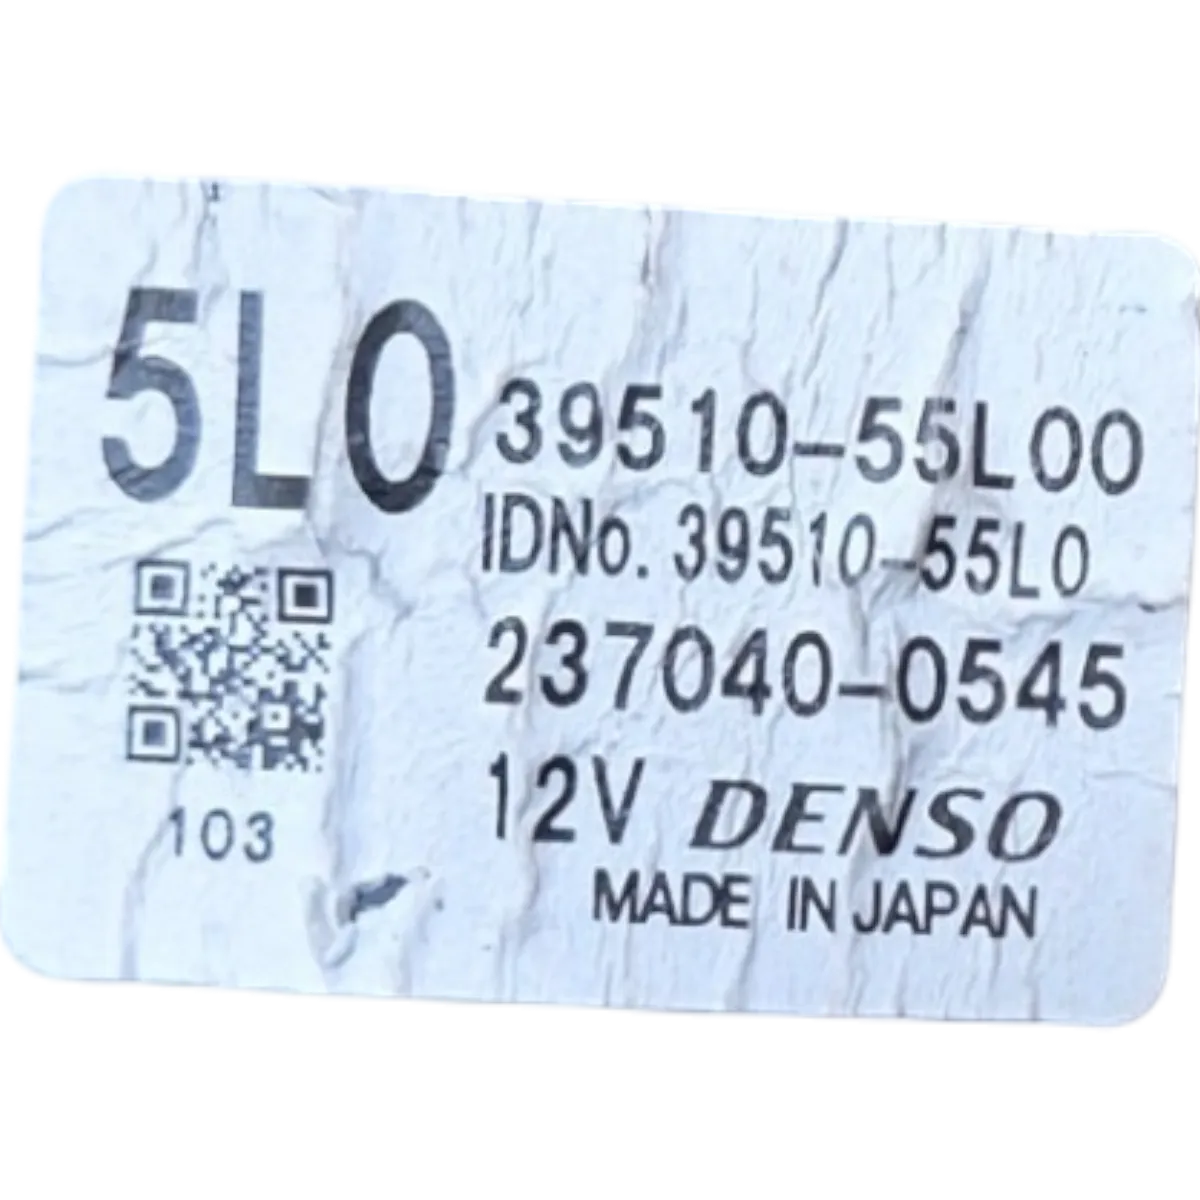 5L0
39510-55L00
IDNo. 39510-55L0
237040-0545
12V DENSO
MADE IN JAPAN
103